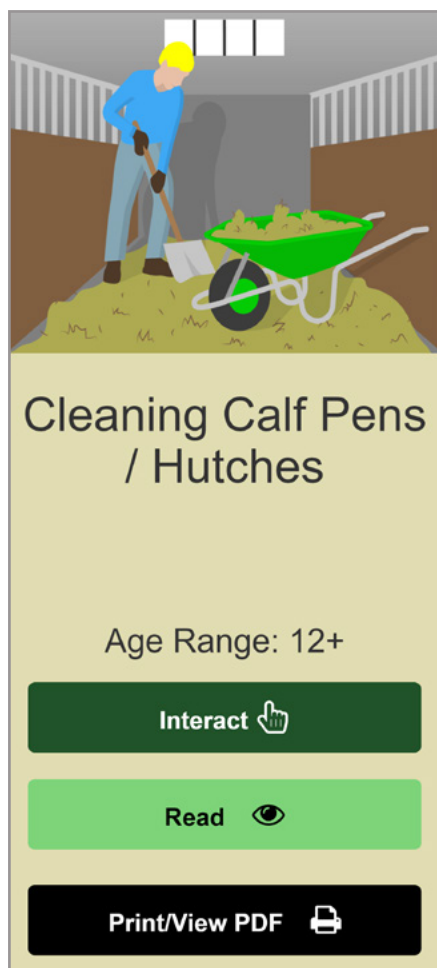 Cleaning Calf Pens
/ Hutches
Age Range: 12+
Interact
Read
Print/View PDF